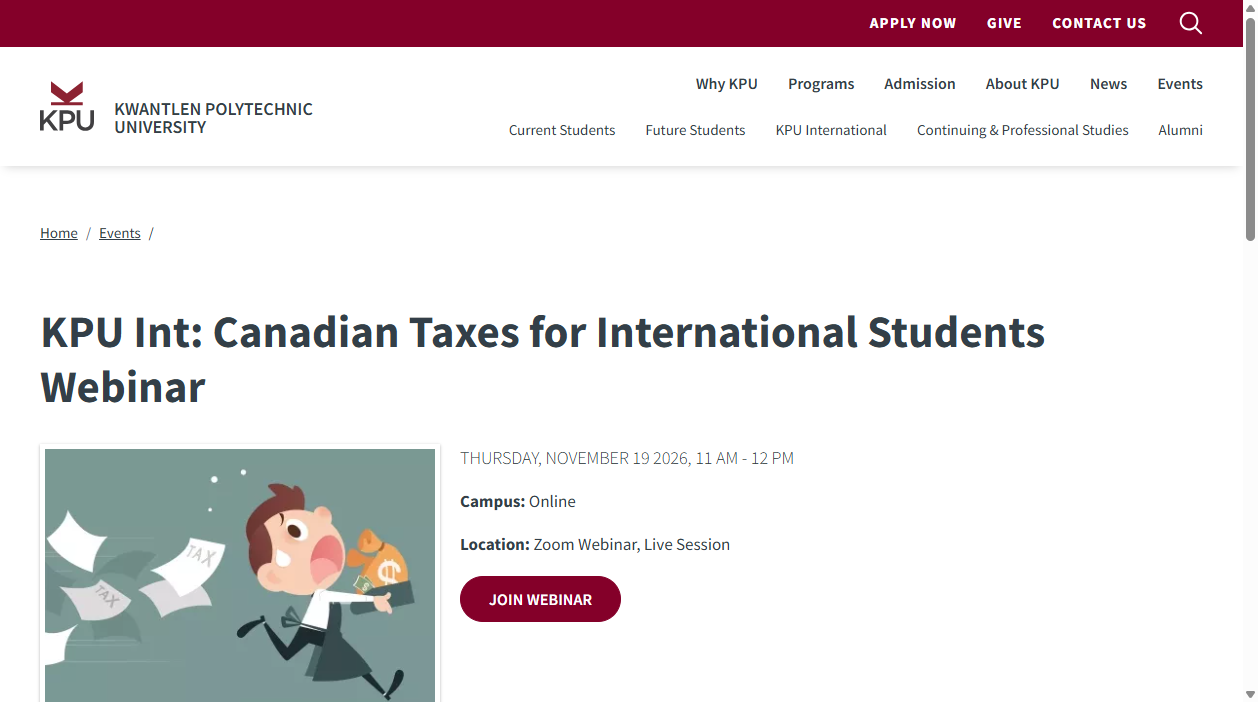 APPLY NOW GIVE CONTACT US
KPU
KWANTLEN POLYTECHNIC
UNIVERSITY
Why KPU Programs Admission About KPU News Events
Current Students Future Students KPU International Continuing & Professional Studies Alumni
Home / Events /
KPU Int: Canadian Taxes for International Students
Webinar
THURSDAY, NOVEMBER 19 2026, 11 AM - 12 PM
Campus: Online
Location: Zoom Webinar, Live Session
JOIN WEBINAR
TAX
TAX
$
$